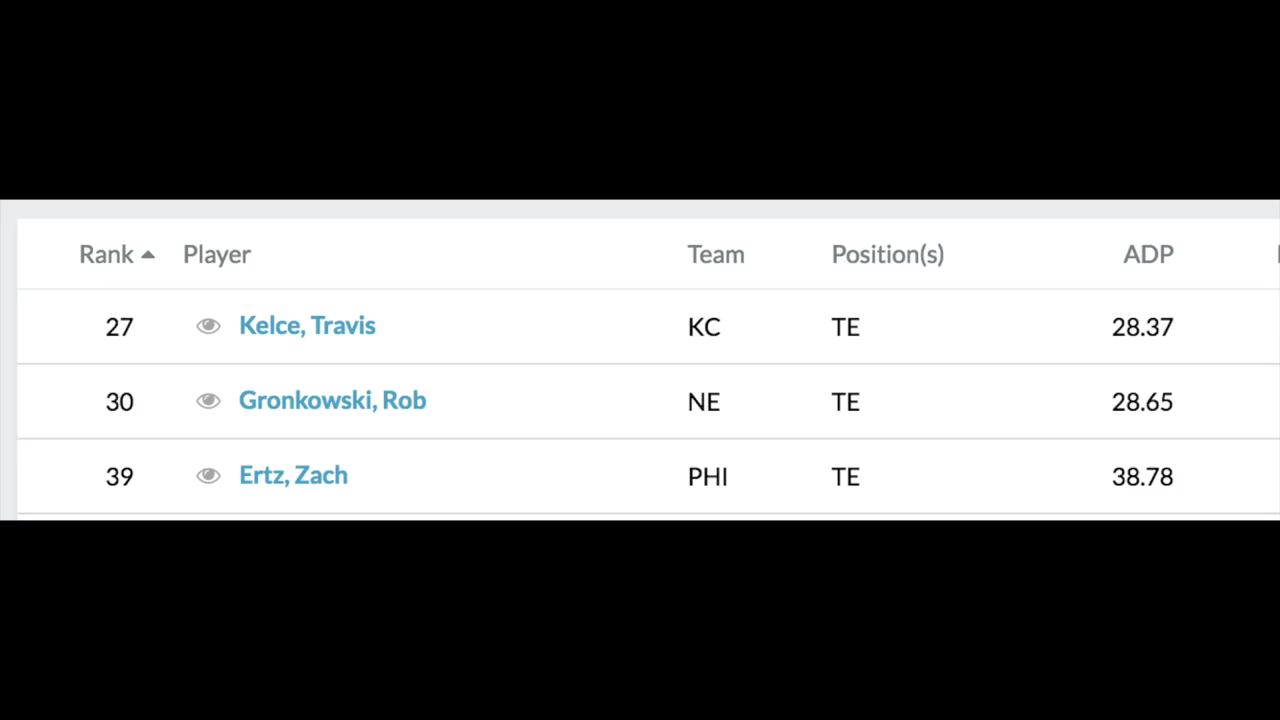 Rank Player Team Position(s) ADP
27 Kelce, Travis KC TE 28.37
30 Gronkowski, Rob NE TE 28.65
39 Ertz, Zach PHI TE 38.78